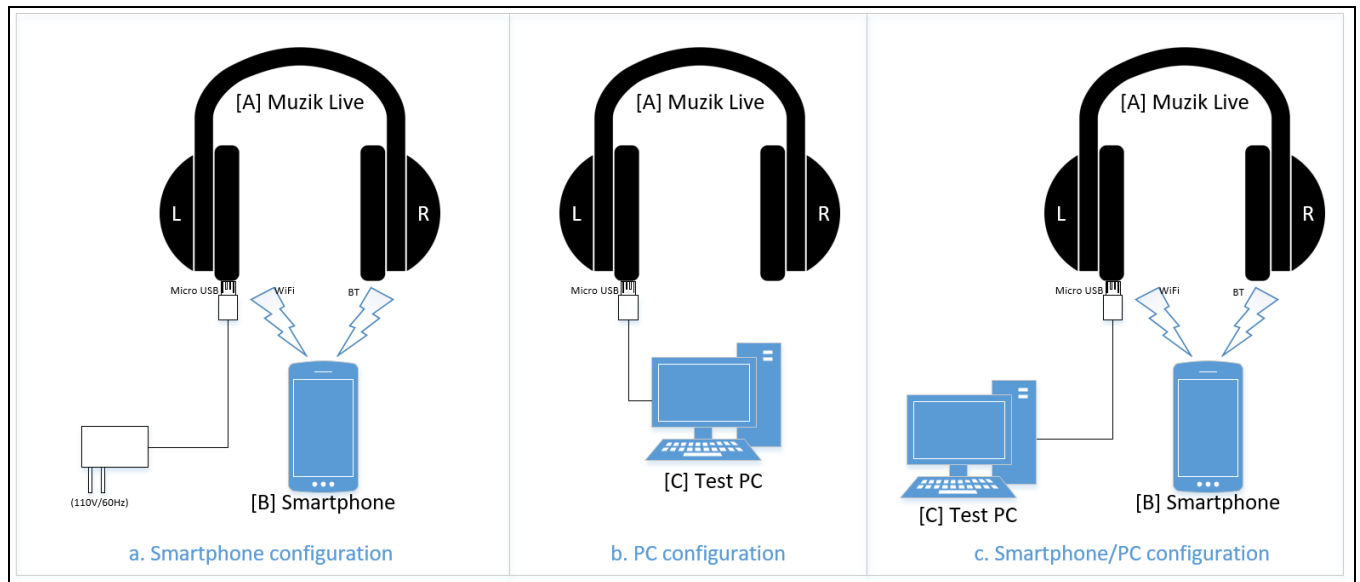 [A] Muzik Live
L
R
Micro USB
WiFi
BT
(110V/60Hz)
[B] Smartphone
a. Smartphone configuration
[A] Muzik Live
L
R
Micro USB
[C] Test PC
b. PC configuration
[A] Muzik Live
L
R
Micro USB
WiFi
BT
[C] Test PC
[B] Smartphone
c. Smartphone/PC configuration